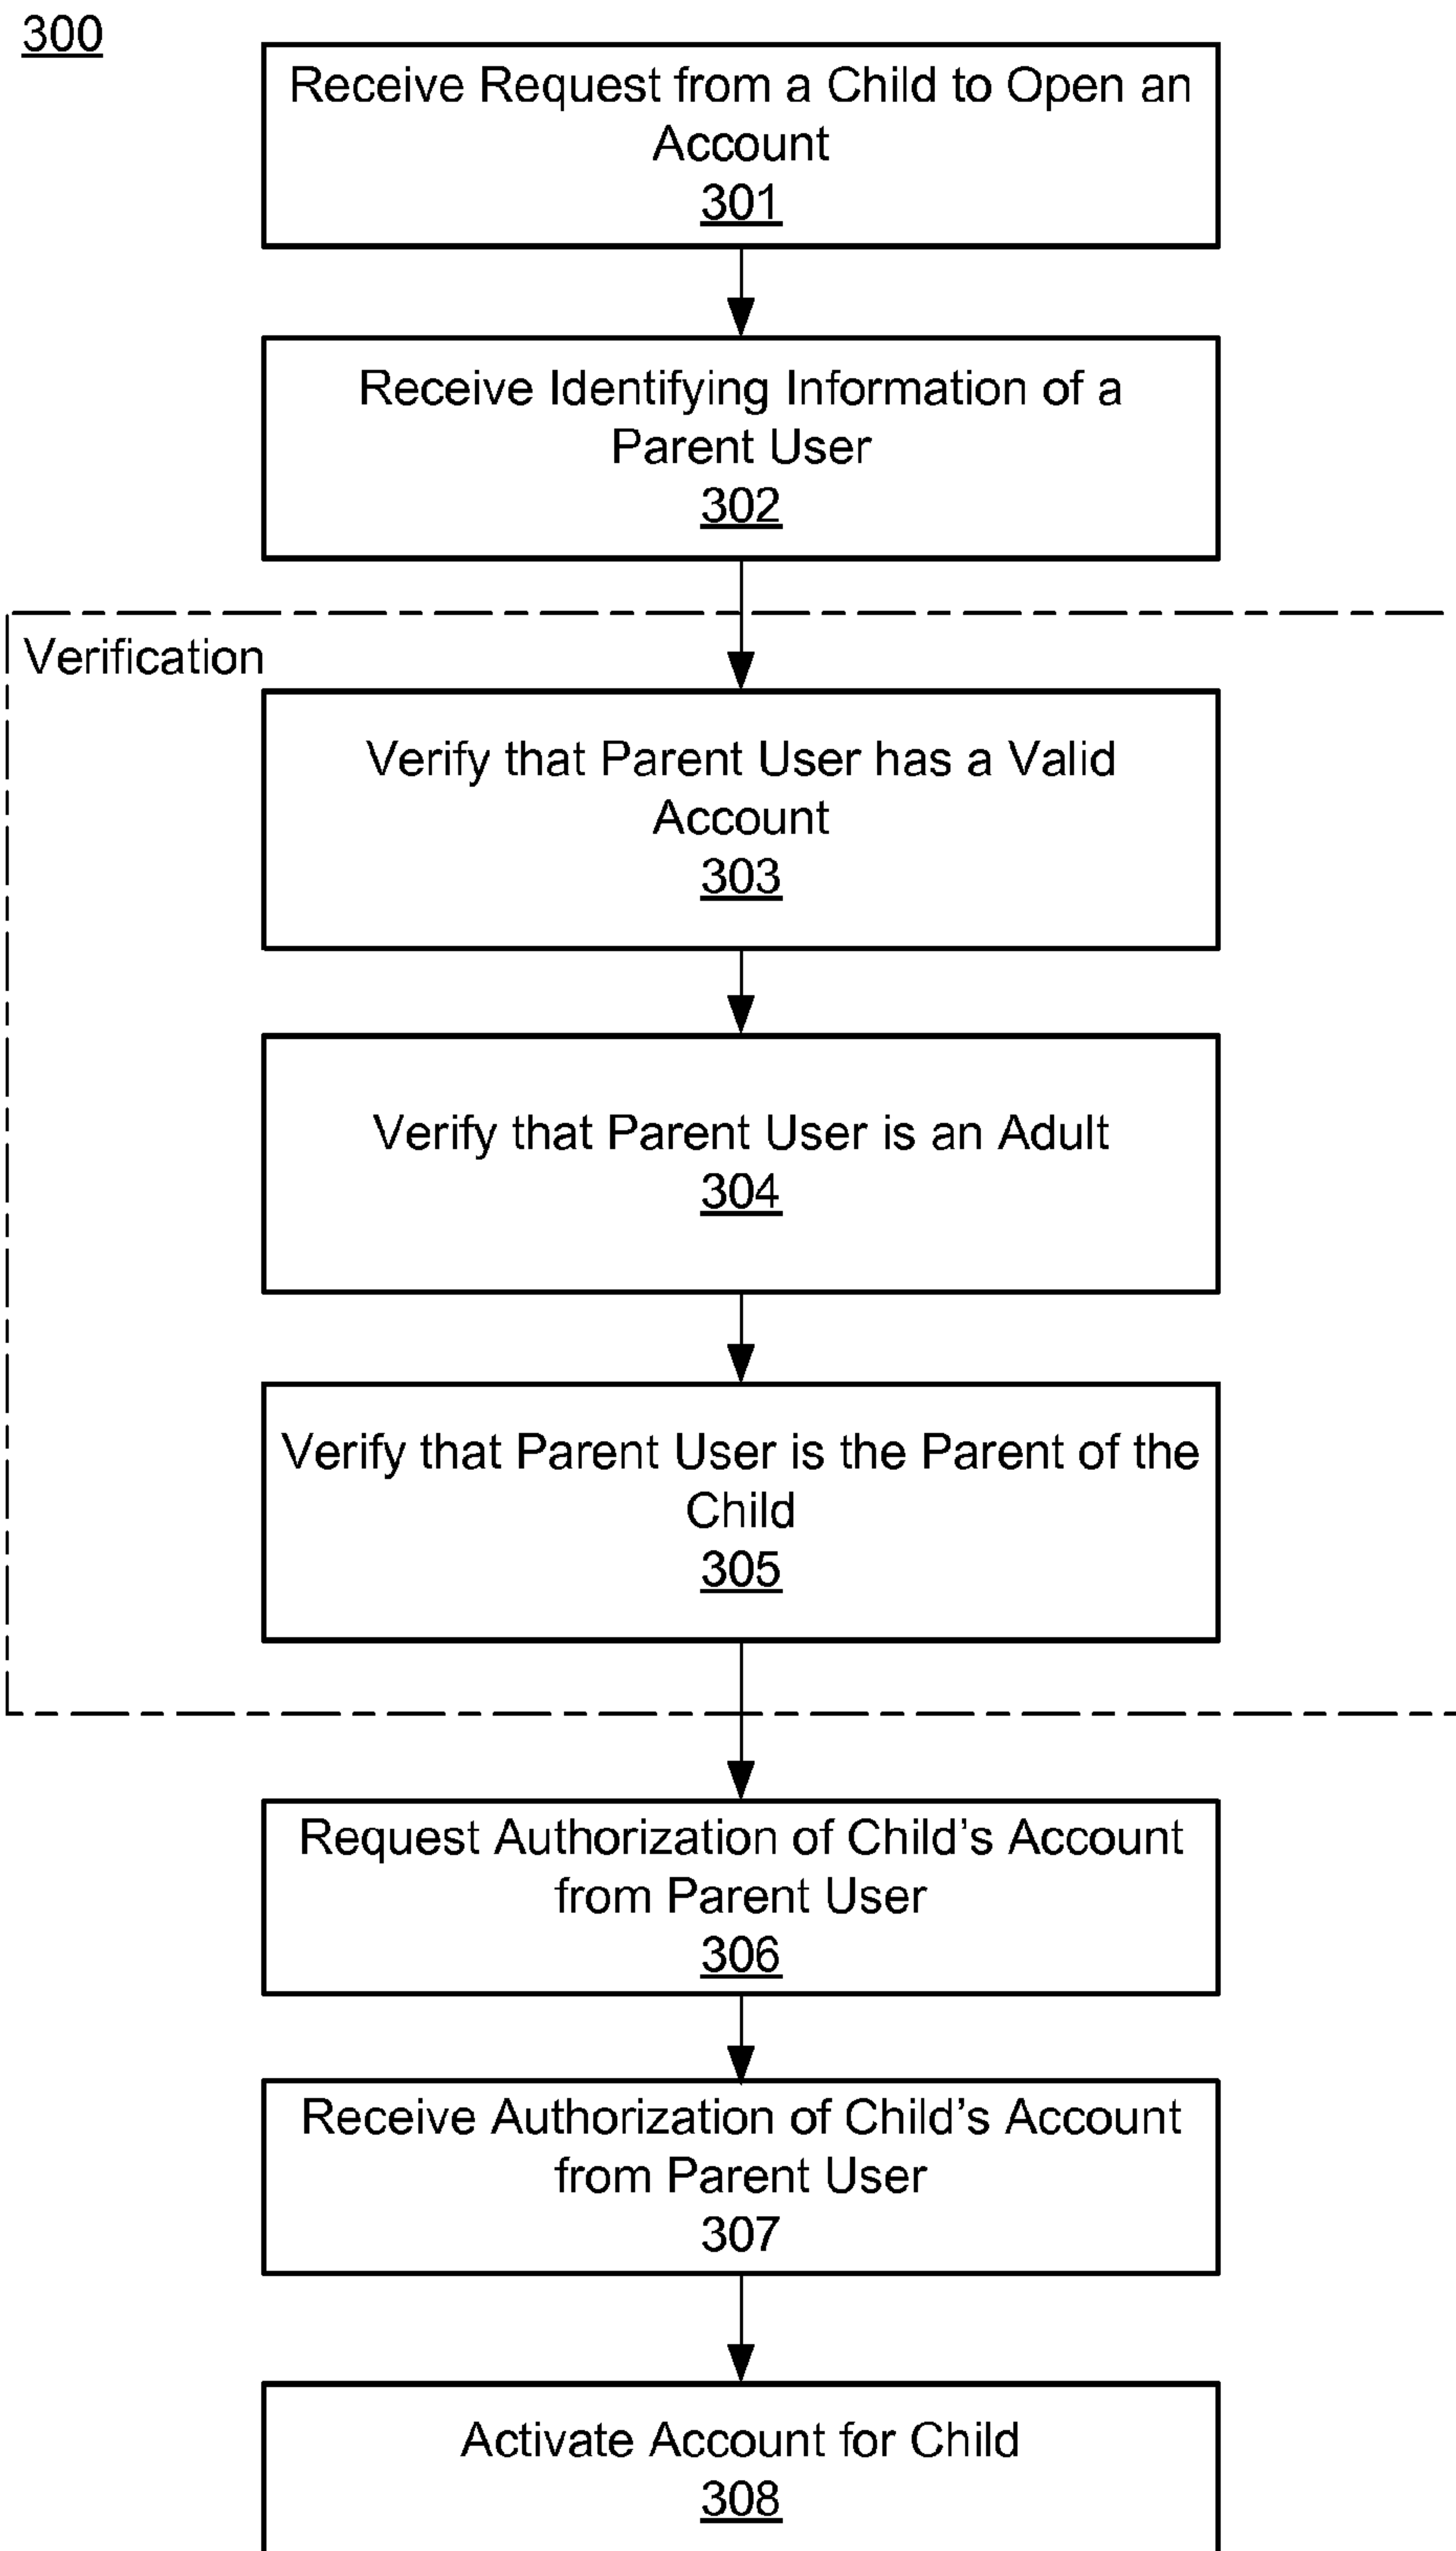 300
Receive Request from a Child to Open an
Account
301
Receive Identifying Information of a
Parent User
302
Verification
Verify that Parent User has a Valid
Account
303
Verify that Parent User is an Adult
304
Verify that Parent User is the Parent of the
Child
305
Request Authorization of Child’s Account
from Parent User
306
Receive Authorization of Child’s Account
from Parent User
307
Activate Account for Child
308